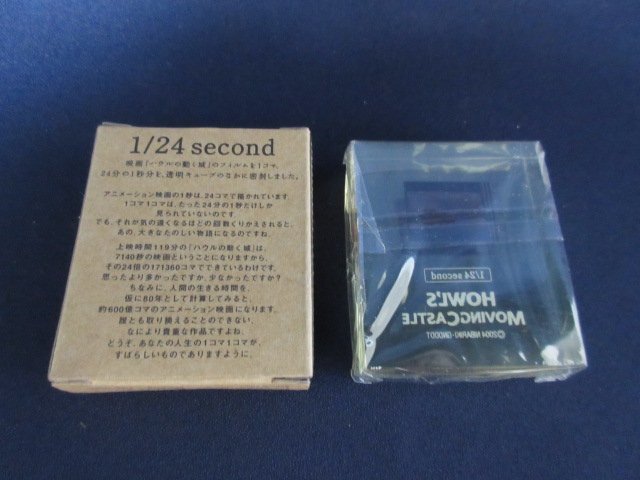 1/24 second
映画『ハウルの動く城』のフィルムを1コマ、
24分の1秒分を、透明キューブのなかに密封しました。
アニメーション映画の1秒は、24コマで描かれています
1コマ1コマは、たった24分の1秒だけしか
見られていないのです。
でも、それが気の遠くなるほどの回数くりかえされると、
あの、大きなたのしい物語になるのですね。
上映時間119分の『ハウルの動く城』は、
7140秒の映画ということになりますから、
その24倍の171360コマでできているわけです。
思ったより多かったですか、少なかったですか?
ちなみに、人間の生きる時間を、
仮に80年として計算してみると、
約600億コマのアニメーション映画になります。
誰とも取り換えることのできない、
なにより貴重な作品ですよね。
どうぞ、あなたの人生の1コマ1コマが、
すばらしいものでありますように。
1/24 second
HOWL'S
MOVING CASTLE